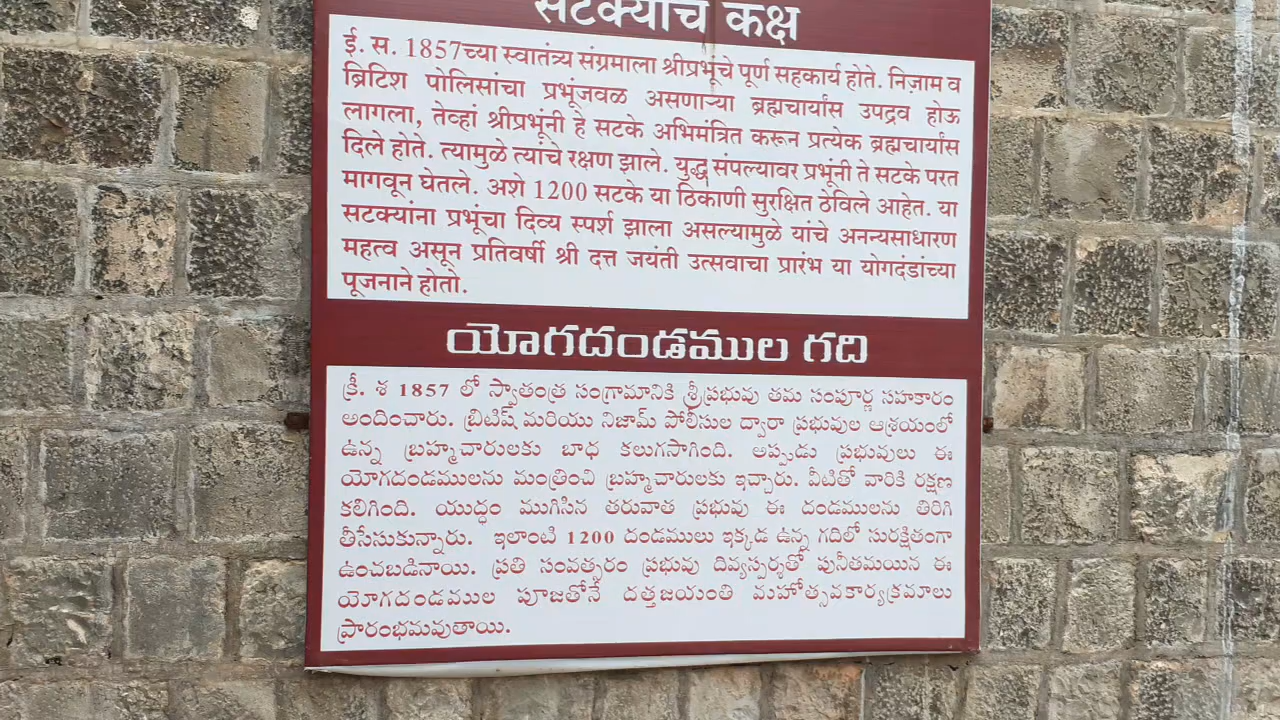 सटक्यांचे कक्ष
ई. स. 1857च्या स्वातंत्र्य संग्रमाला श्रीप्रभूंचे पूर्ण सहकार्य होते. निज़ाम व
ब्रिटिश पोलिसांचा प्रभूंजवळ असणाऱ्या ब्रह्मचार्यांस उपद्रव होऊ
लागला, तेव्हां श्रीप्रभूंनी हे सटके अभिमंत्रित करून प्रत्येक ब्रह्मचार्यांस
दिले होते. त्यामुळे त्यांचे रक्षण झाले. युद्ध संपल्यावर प्रभूंनी ते सटके परत
मागवून घेतले. अशे 1200 सटके या ठिकाणी सुरक्षित ठेविले आहेत. या
सटक्यांना प्रभूंचा दिव्य स्पर्श झाला असल्यामुळे यांचे अनन्यसाधारण
महत्व असून प्रतिवर्षी श्री दत्त जयंती उत्सवाचा प्रारंभ या योगदंडांच्या
पूजनाने होतो.
యోగదండముల గది
క్రీ. శ 1857 లో స్వాతంత్ర సంగ్రామానికి శ్రీప్రభువు తమ సంపూర్ణ సహకారం
అందించారు. బ్రిటిష్ మరియు నిజామ్ పోలీసుల ద్వారా ప్రభువుల ఆశ్రయంలో
ఉన్న బ్రహ్మచారులకు బాధ కలుగసాగింది. అప్పుడు ప్రభువులు ఈ
యోగదండములను మంత్రించి బ్రహ్మచారులకు ఇచ్చారు. వీటితో వారికి రక్షణ
కలిగింది. యుద్ధం ముగిసిన తరువాత ప్రభువు ఈ దండములను తిరిగి
తీసేసుకున్నారు. ఇలాంటి 1200 దండములు ఇక్కడ ఉన్న గదిలో సురక్షితంగా
ఉంచబడినాయి. ప్రతి సంవత్సరం ప్రభువు దివ్యస్పర్శతో పునీతమయిన ఈ
యోగదండముల పూజతోనే దత్తజయంతి మహోత్సవకార్యక్రమాలు
ప్రారంభమవుతాయి.